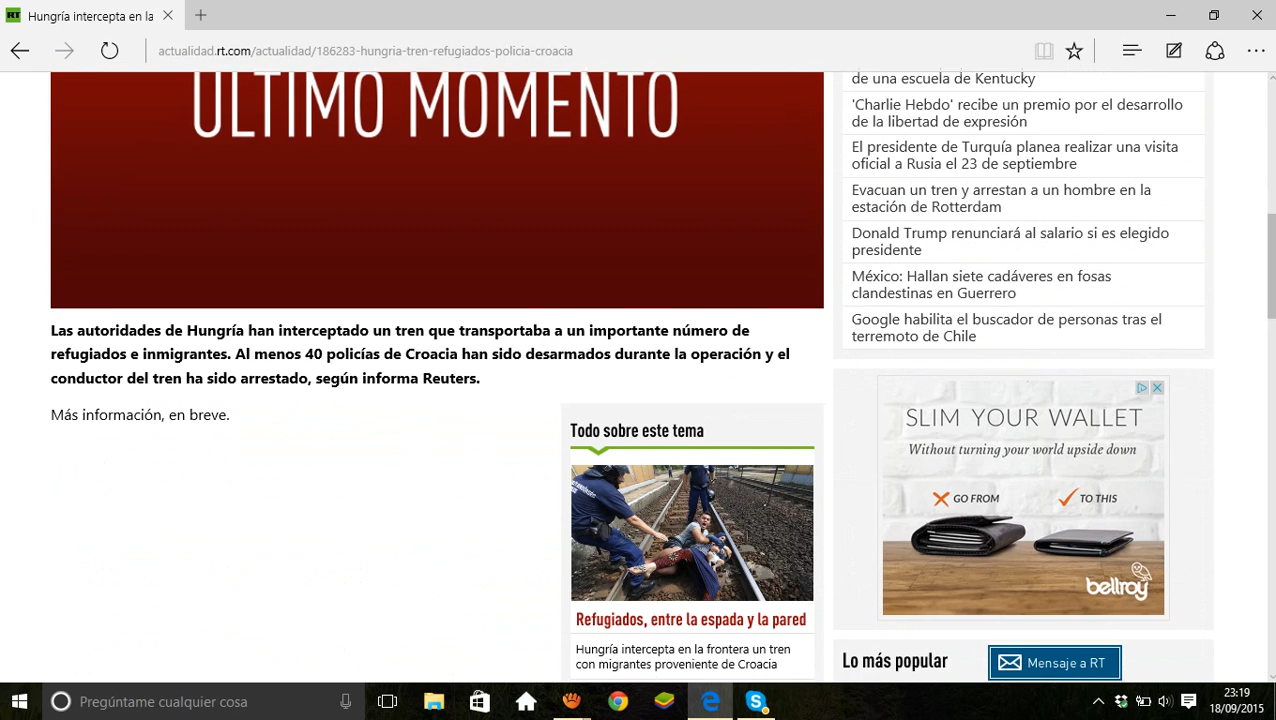 RT Hungría intercepta en la
actualidad.rt.com/actualidad/186283-hungria-tren-refugiados-policia-croacia
ÚLTIMO MOMENTO
Las autoridades de Hungría han interceptado un tren que transportaba a un importante número de
refugiados e inmigrantes. Al menos 40 policías de Croacia han sido desarmados durante la operación y el
conductor del tren ha sido arrestado, según informa Reuters.
Más información, en breve.
Todo sobre este tema
Refugiados, entre la espada y la pared
Hungría intercepta en la frontera un tren
con migrantes proveniente de Croacia
de una escuela de Kentucky
'Charlie Hebdo' recibe un premio por el desarrollo
de la libertad de expresión
El presidente de Turquía planea realizar una visita
oficial a Rusia el 23 de septiembre
Evacuan un tren y arrestan a un hombre en la
estación de Rotterdam
Donald Trump renunciará al salario si es elegido
presidente
México: Hallan siete cadáveres en fosas
clandestinas en Guerrero
Google habilita el buscador de personas tras el
terremoto de Chile
SLIM YOUR WALLET
Without turning your world upside down
GO FROM
TO THIS
bellroy
Lo más popular
Mensaje a RT
Pregúntame cualquier cosa
23:19
18/09/2015